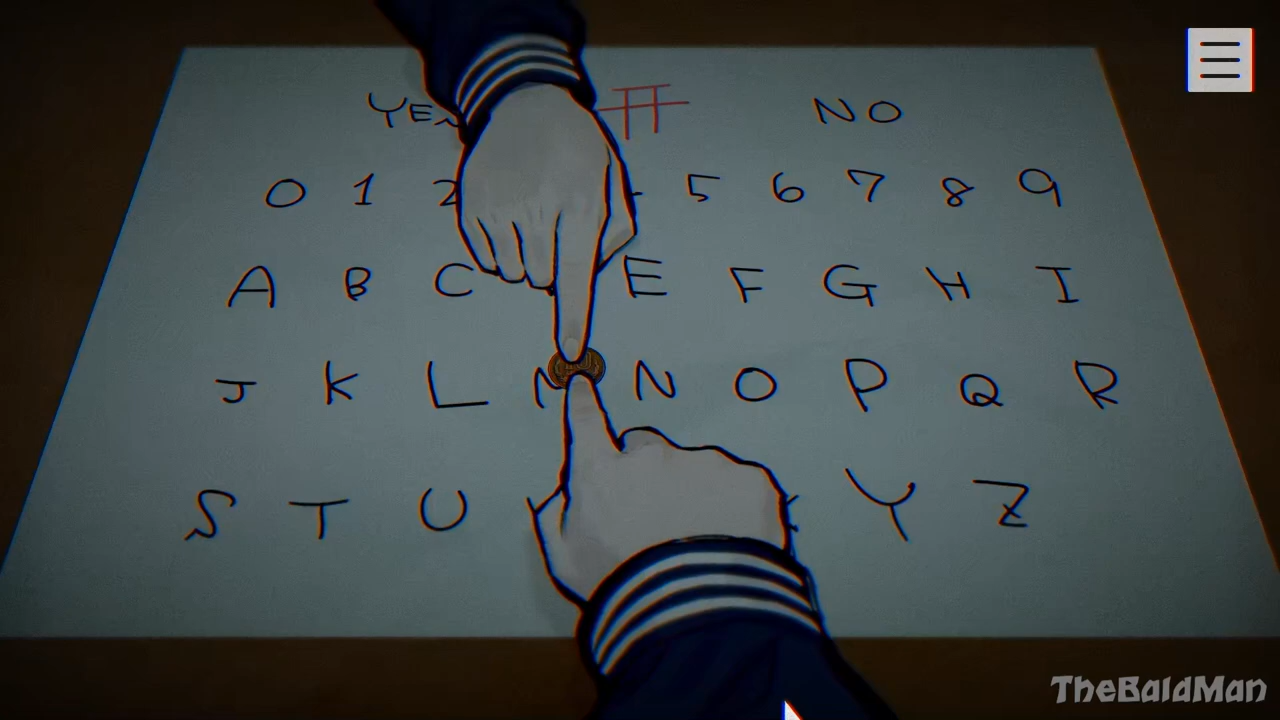 YES NO
0 1 2 5 6 7 8 9
A B C E F G H I
J K L M N O P Q R
S T U Y Z
TheBaldMan